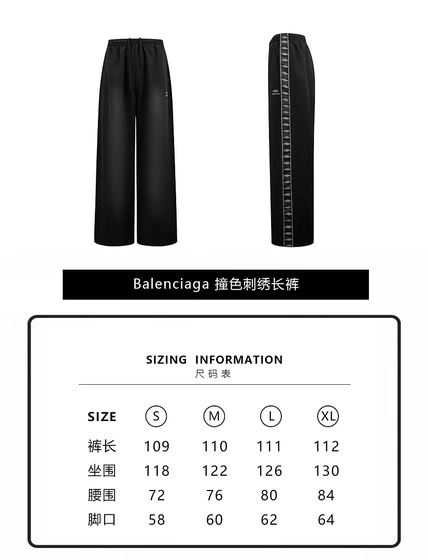 Balenciaga 撞色刺绣长裤
SIZING INFORMATION
尺码表
SIZE S M L XL
裤长 109 110 111 112
坐围 118 122 126 130
腰围 72 76 80 84
脚口 58 60 62 64